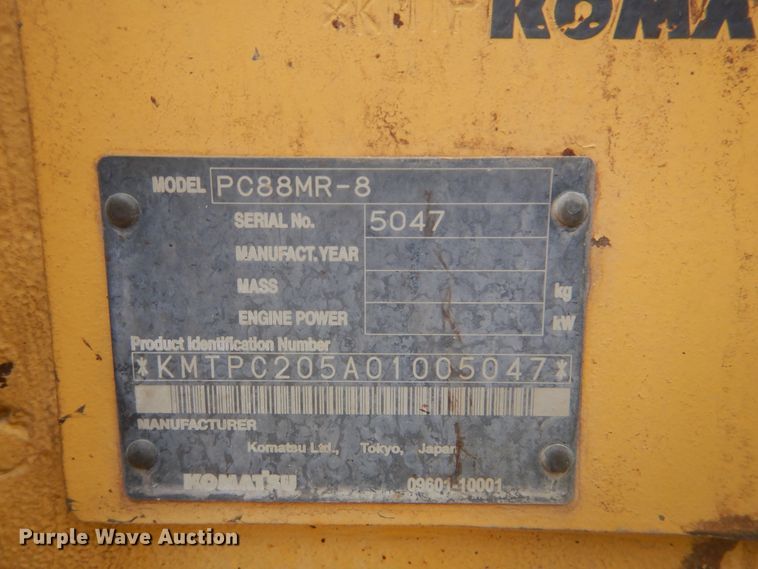 *KMTP
KOMA
MODEL PC88MR-8
SERIAL No. 5047
MANUFACT. YEAR
MASS kg
ENGINE POWER kW
Product Identification Number
*KMTPC205A01005047*
MANUFACTURER
Komatsu Ltd., Tokyo, Japan
KOMATSU 09601-10001
Purple Wave Auction®